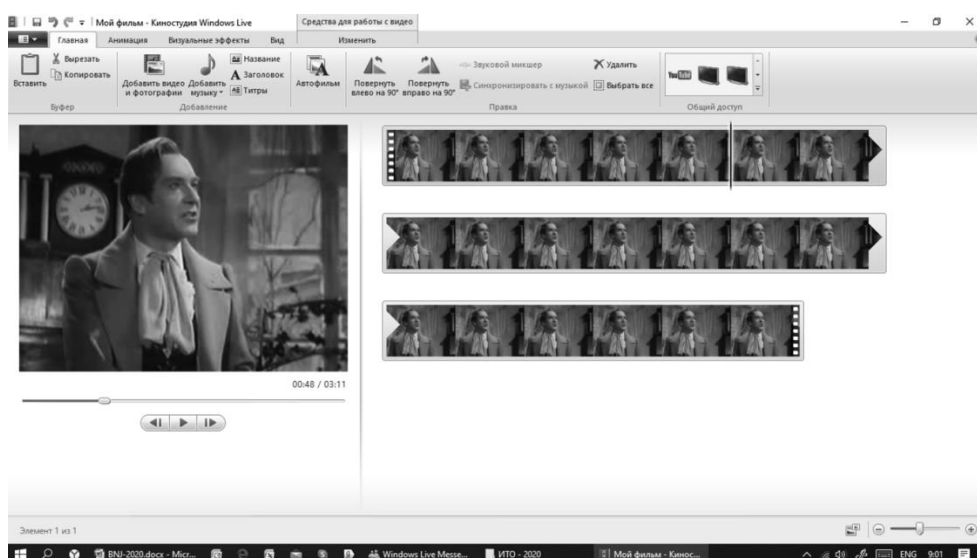 Мой фильм - Киностудия Windows Live
Средства для работы с видео
Главная Анимация Визуальные эффекты Вид Изменить
Вставить
Вырезать
Копировать
Буфер
Добавить видео и фотографии
Добавить музыку
Название
Заголовок
Титры
Добавление
Автофильм
Повернуть влево на 90°
Повернуть вправо на 90°
Звуковой микшер
Синхронизировать с музыкой
Удалить
Выбрать все
Правка
You Tube
Общий доступ
00:48 / 03:11
Элемент 1 из 1
BNJ-2020.docx - Micr... Windows Live Messe... ИТО - 2020 Мой фильм - Кинос... ENG 9:01